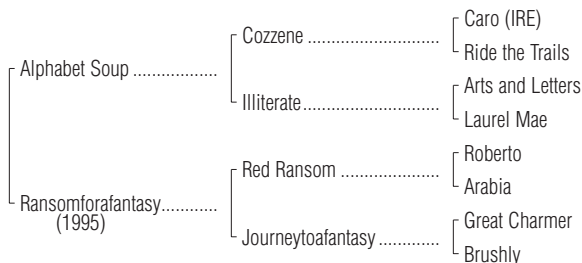 Caro (IRE)
Cozzene ..............................
Ride the Trails
Alphabet Soup ...................
Arts and Letters
Illiterate...............................
Laurel Mae
Roberto
Red Ransom ......................
Arabia
Ransomforafantasy............
(1995)
Great Charmer
Journeytoafantasy .............
Brushly